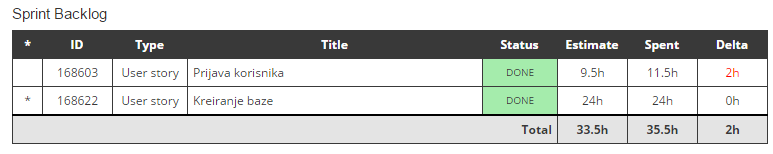 Sprint Backlog
* ID Type Title Status Estimate Spent Delta
168603 User story Prijava korisnika DONE 9.5h 11.5h 2h
* 168622 User story Kreiranje baze DONE 24h 24h 0h
Total 33.5h 35.5h 2h